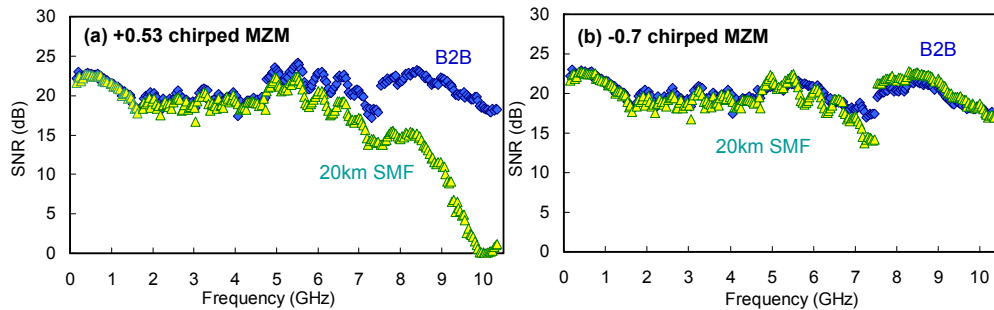 (a) +0.53 chirped MZM
B2B
20km SMF
SNR (dB)
30
25
20
15
10
5
0
0 1 2 3 4 5 6 7 8 9 10
Frequency (GHz)
(b) -0.7 chirped MZM
B2B
20km SMF
SNR (dB)
30
25
20
15
10
5
0
0 1 2 3 4 5 6 7 8 9 10
Frequency (GHz)